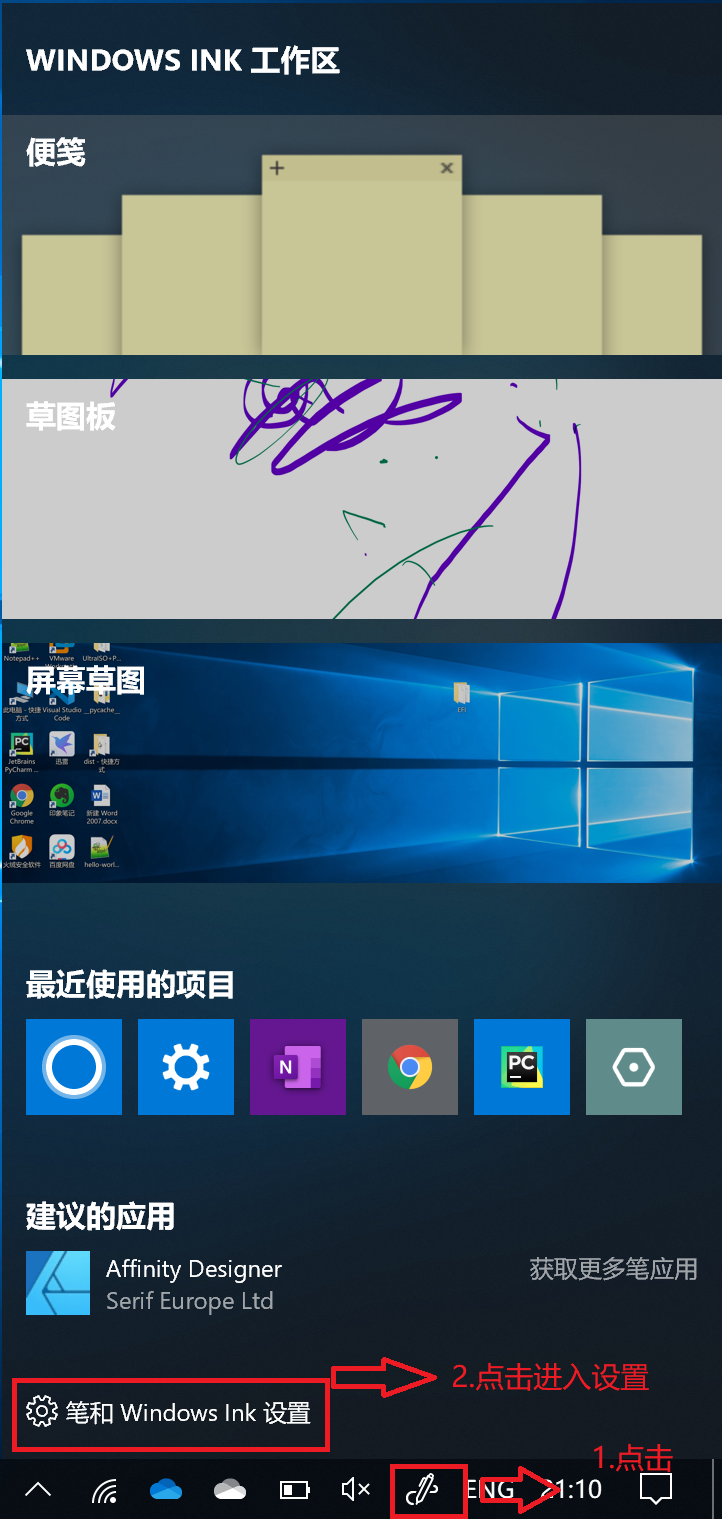 WINDOWS INK 工作区
便笺
草图板
屏幕草图
Notepad++
VMware
UltraISO+P...
此电脑 - 快捷方式
Visual Studio Code
__pycache__
EFI
JetBrains PyCharm ...
迅雷
dist - 快捷方式
Google Chrome
印象笔记
新建 Word 2007.docx
火绒安全软件
百度网盘
hello-worl...
最近使用的项目
N
PC
建议的应用
Affinity Designer
获取更多笔应用
Serif Europe Ltd
2.点击进入设置
笔和 Windows Ink 设置
1.点击
ENG
21:10